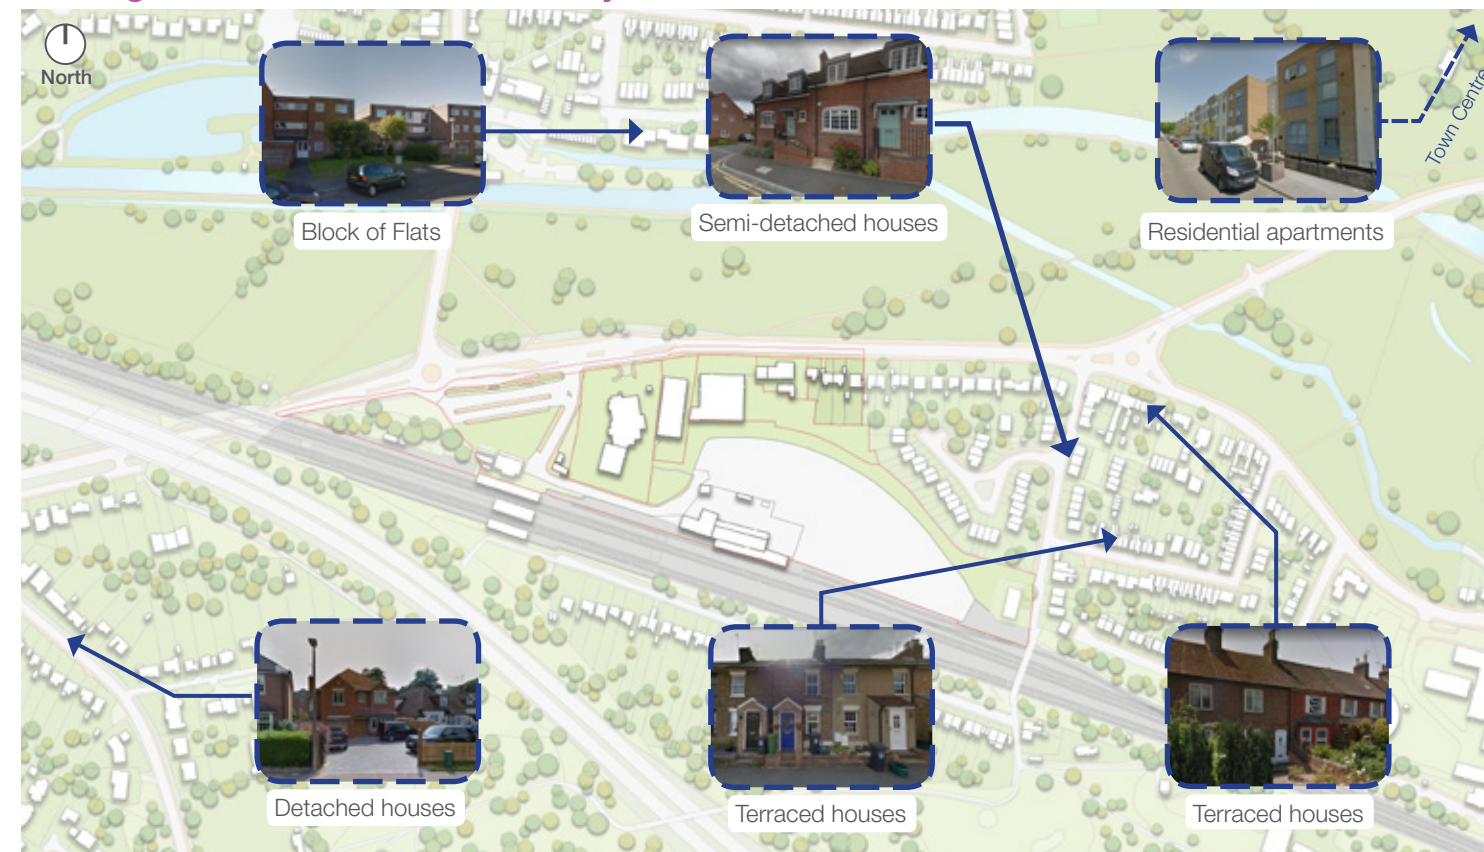 North
Town Centre
Block of Flats
Semi-detached houses
Residential apartments
Detached houses
Terraced houses
Terraced houses